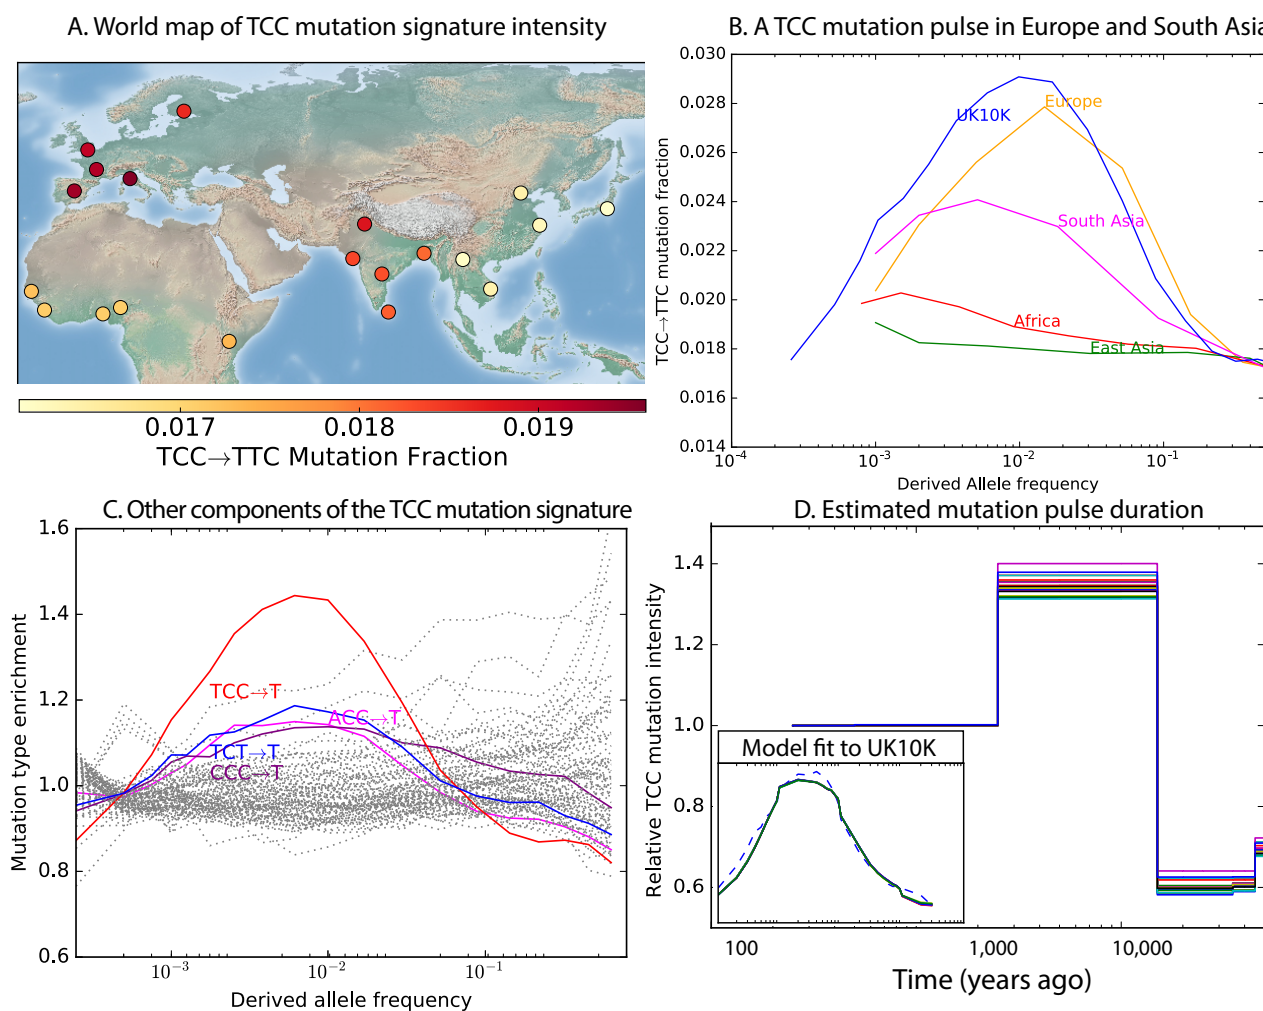 A. World map of TCC mutation signature intensity
0.017
0.018
0.019
TCC→TTC Mutation Fraction
B. A TCC mutation pulse in Europe and South Asia
0.030
0.028
0.026
0.024
0.022
0.020
0.018
0.016
0.014
TCC→TTC mutation fraction
UK10K
Europe
South Asia
Africa
East Asia
10⁻⁴
10⁻³
10⁻²
10⁻¹
Derived Allele frequency
C. Other components of the TCC mutation signature
1.6
1.4
1.2
1.0
0.8
0.6
Mutation type enrichment
TCC→T
ACC→T
TCT→T
CCC→T
10⁻³
10⁻²
10⁻¹
Derived allele frequency
D. Estimated mutation pulse duration
1.4
1.2
1.0
0.8
0.6
Relative TCC mutation intensity
Model fit to UK10K
100
1,000
10,000
Time (years ago)